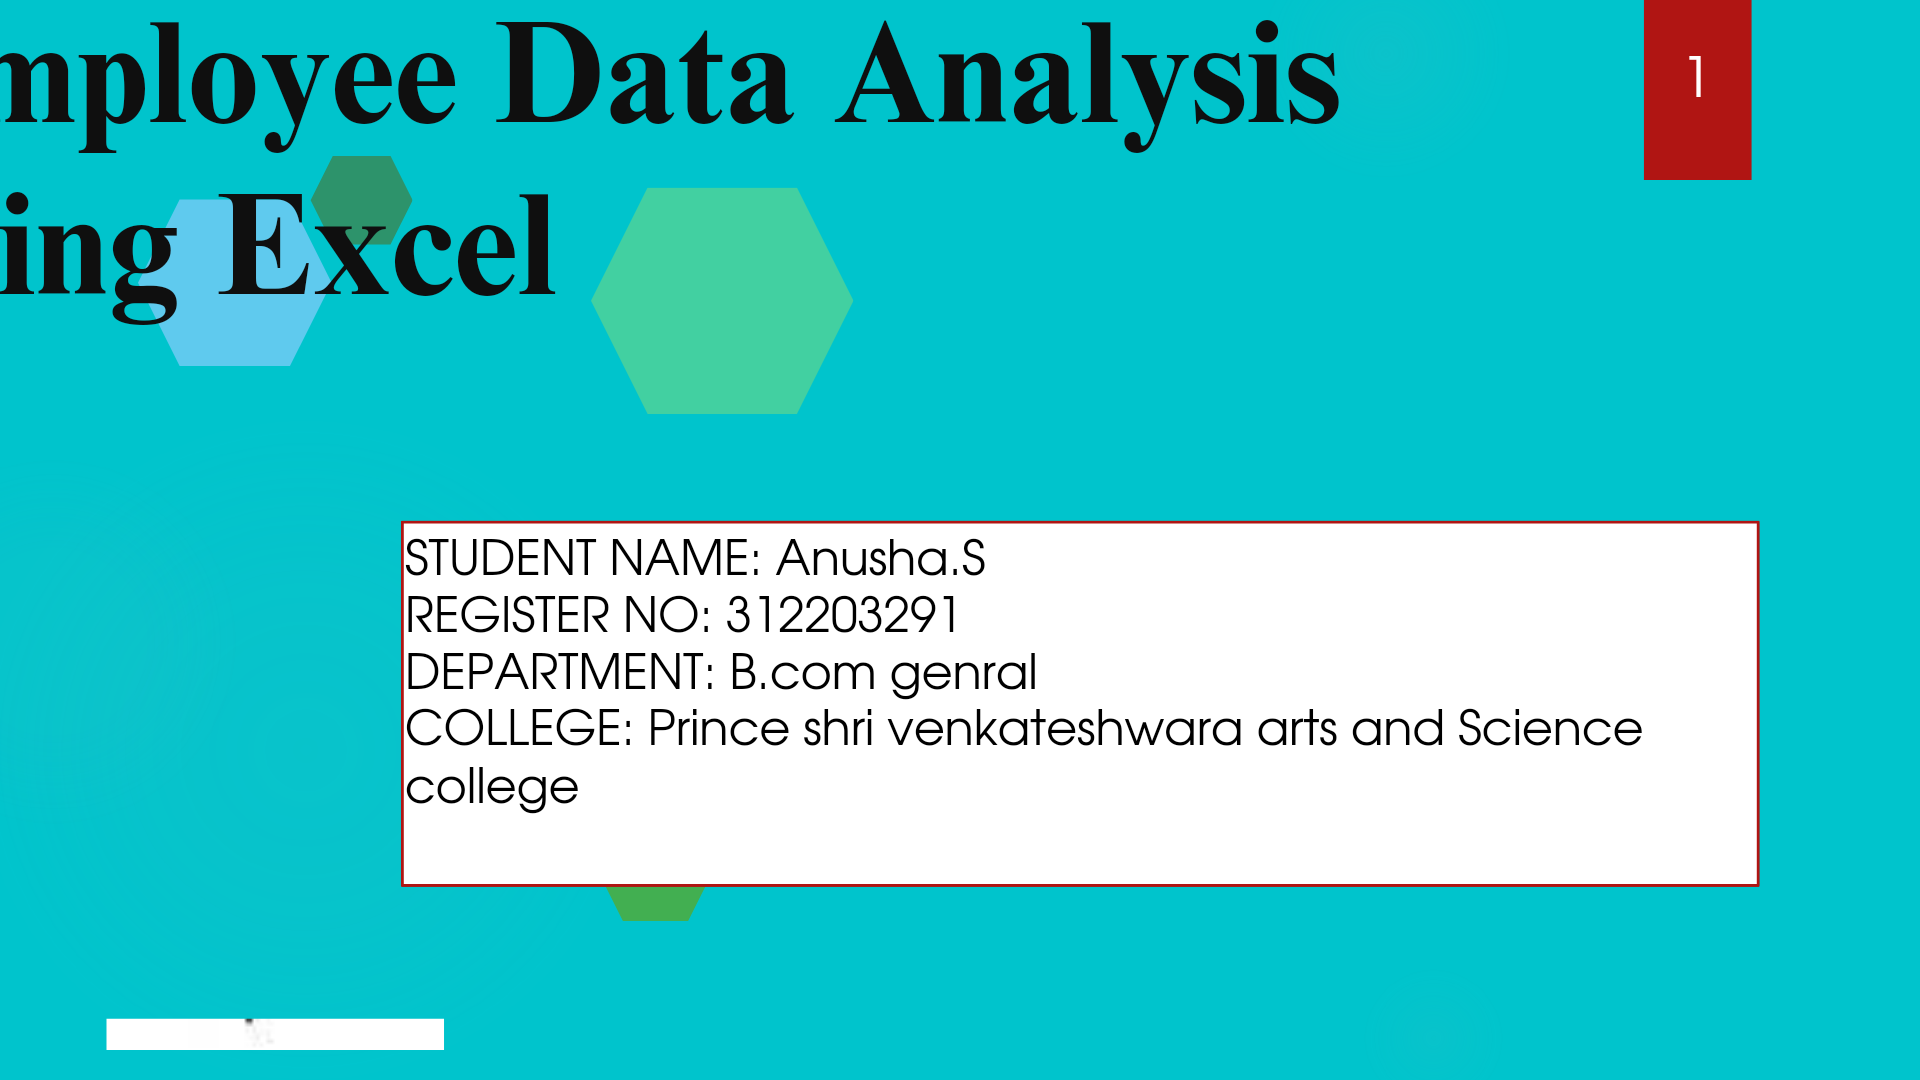 mployee Data Analysis
1
ing Excel
STUDENT NAME: Anusha.S
REGISTER NO: 312203291
DEPARTMENT: B.com genral
COLLEGE: Prince shri venkateshwara arts and Science
college